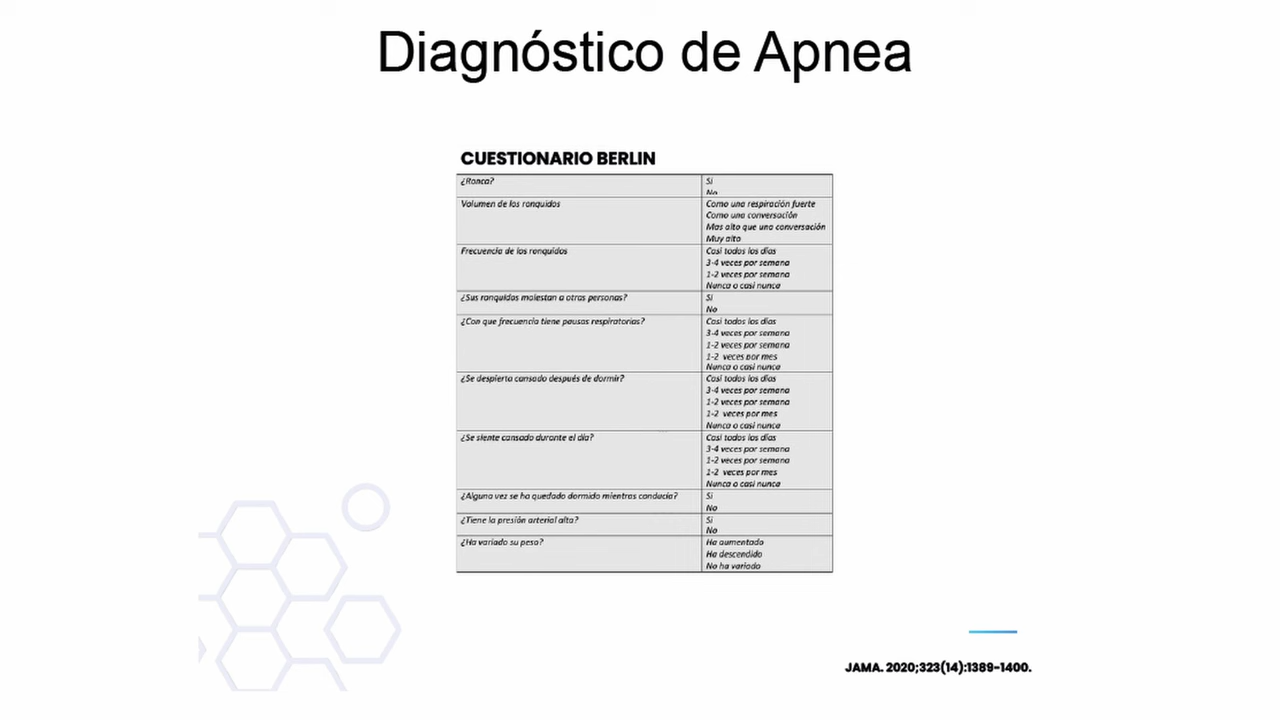 Diagnóstico de Apnea
CUESTIONARIO BERLIN
¿Ronca?
Si
No
Volumen de los ronquidos
Como una respiración fuerte
Como una conversación
Mas alto que una conversación
Muy alto
Frecuencia de los ronquidos
Casi todos los días
3-4 veces por semana
1-2 veces por semana
Nunca o casi nunca
¿Sus ronquidos molestan a otras personas?
Si
No
¿Con que frecuencia tiene pausas respiratorias?
Casi todos los días
3-4 veces por semana
1-2 veces por semana
1-2 veces por mes
Nunca o casi nunca
¿Se despierta cansado después de dormir?
Casi todos los días
3-4 veces por semana
1-2 veces por semana
1-2 veces por mes
Nunca o casi nunca
¿Se siente cansado durante el día?
Casi todos los días
3-4 veces por semana
1-2 veces por semana
1-2 veces por mes
Nunca o casi nunca
¿Alguna vez se ha quedado dormido mientras conducía?
Si
No
¿Tiene la presión arterial alta?
Si
No
¿Ha variado su peso?
Ha aumentado
Ha descendido
No ha variado
JAMA. 2020;323(14):1389-1400.